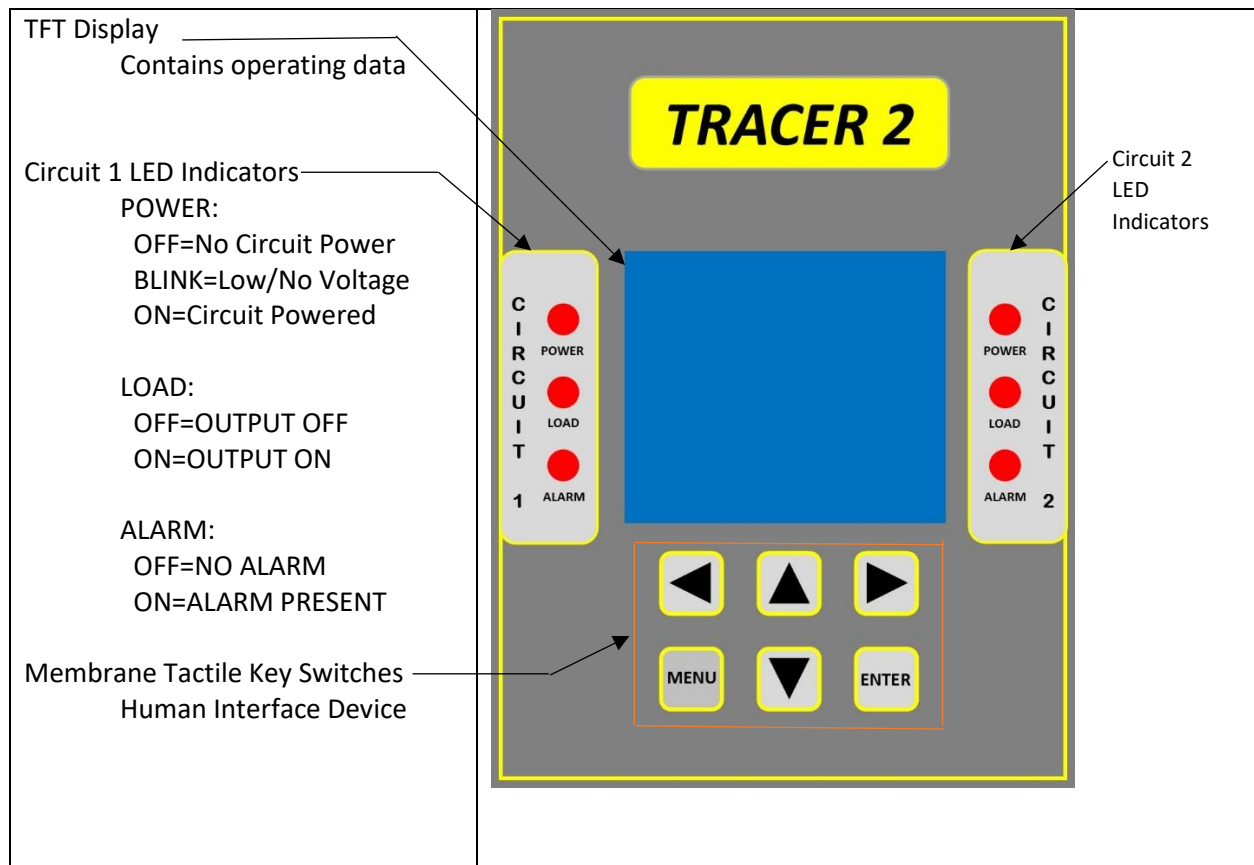 TFT Display
Contains operating data
Circuit 1 LED Indicators
POWER:
OFF=No Circuit Power
BLINK=Low/No Voltage
ON=Circuit Powered
LOAD:
OFF=OUTPUT OFF
ON=OUTPUT ON
ALARM:
OFF=NO ALARM
ON=ALARM PRESENT
Membrane Tactile Key Switches
Human Interface Device
TRACER 2
CIRCUIT 1
POWER
LOAD
ALARM
POWER
LOAD
ALARM
CIRCUIT 2
MENU
ENTER
Circuit 2
LED
Indicators